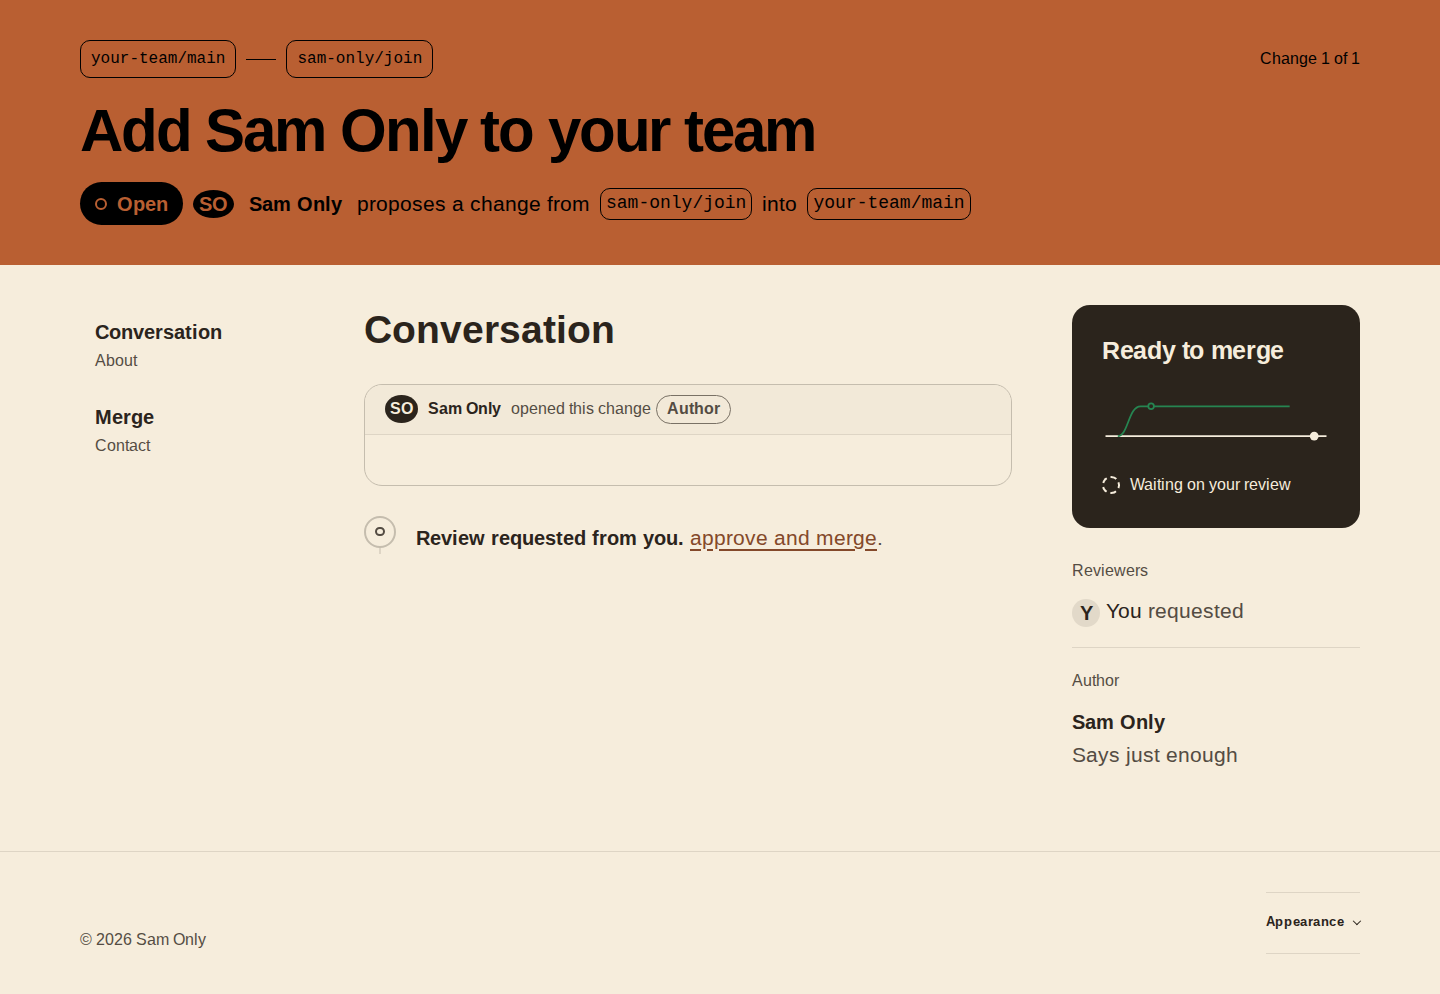 your-team/main sam-only/join Change 1 of 1
Add Sam Only to your team
Open SO Sam Only proposes a change from sam-only/join into your-team/main
Conversation
About
Merge
Contact
Conversation
SO Sam Only opened this change Author
Review requested from you. approve and merge.
Ready to merge
Waiting on your review
Reviewers
Y You requested
Author
Sam Only
Says just enough
© 2026 Sam Only
Appearance